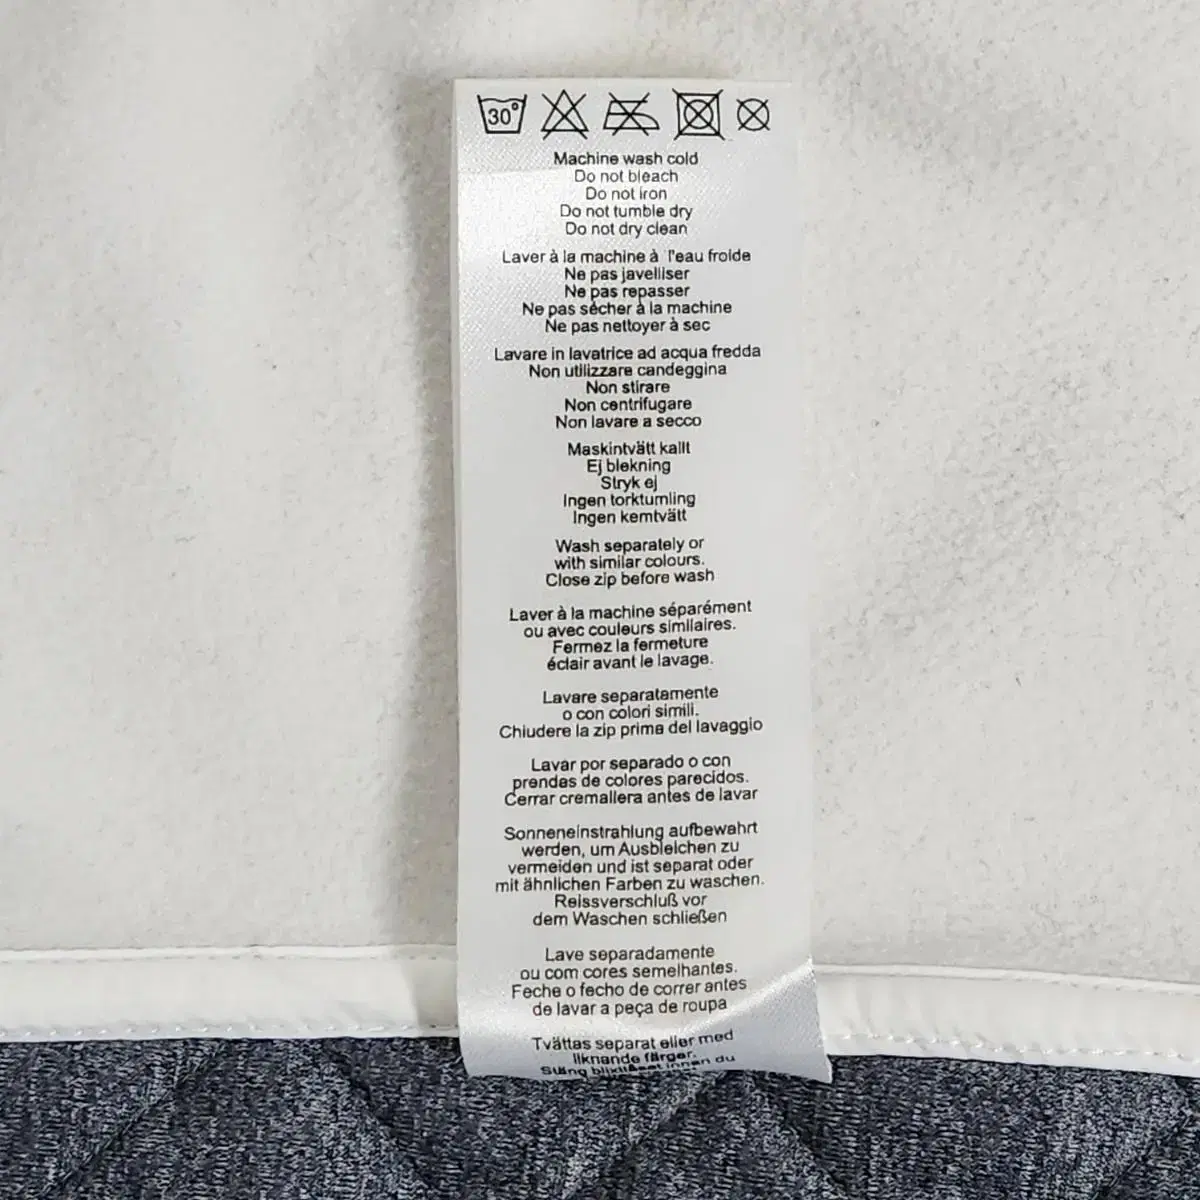 30°
Machine wash cold
Do not bleach
Do not iron
Do not tumble dry
Do not dry clean
Laver à la machine à l'eau froide
Ne pas javelliser
Ne pas repasser
Ne pas sécher à la machine
Ne pas nettoyer à sec
Lavare in lavatrice ad acqua fredda
Non utilizzare candeggina
Non stirare
Non centrifugare
Non lavare a secco
Maskintvätt kallt
Ej blekning
Stryk ej
Ingen torktumling
Ingen kemtvätt
Wash separately or
with similar colours.
Close zip before wash
Laver à la machine séparément
ou avec couleurs similaires.
Fermez la fermeture
éclair avant le lavage.
Lavare separatamente
o con colori simili.
Chiudere la zip prima del lavaggio
Lavar por separado o con
prendas de colores parecidos.
Cerrar cremallera antes de lavar
Sonneneinstrahlung aufbewahrt
werden, um Ausbleichen zu
vermeiden und ist separat oder
mit ähnlichen Farben zu waschen.
Reissverschluß vor
dem Waschen schließen
Lave separadamente
ou com cores semelhantes.
Feche o fecho de correr antes
de lavar a peça de roupa
Tvättas separat eller med
liknande färger.
Stäng blixtlåset innen du